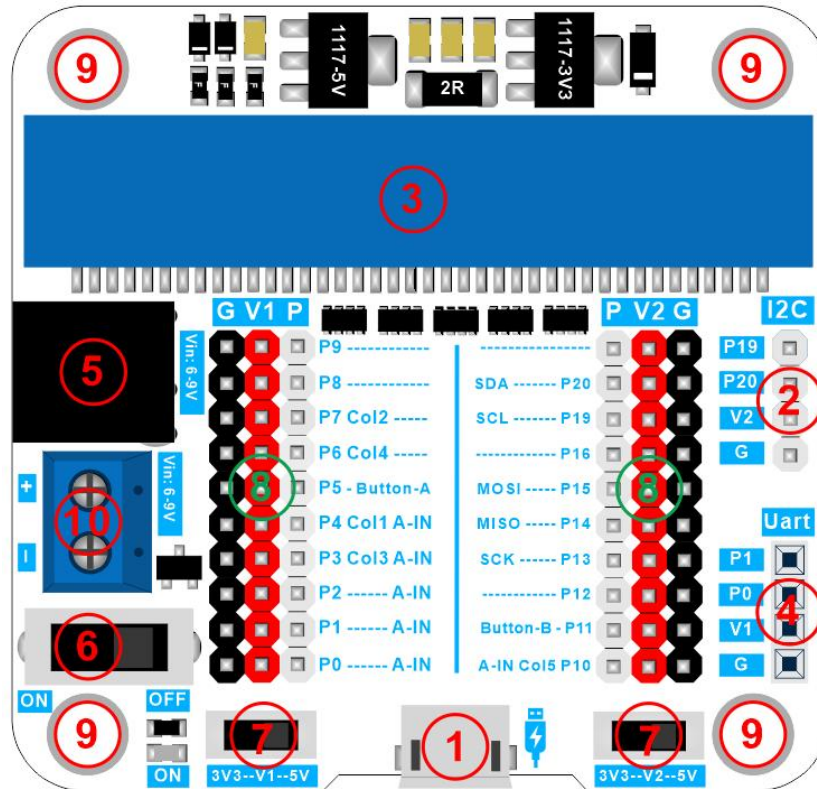 9
1117-5V
2R
1117-3V3
9
F F F
3
G V1 P
P V2 G
I2C
5
Vin: 6-9V
P9 ------------
P8 ------------
P7 Col2 -----
P6 Col4 -----
P5 - Button-A
P4 Col1 A-IN
P3 Col3 A-IN
P2 ------ A-IN
P1 ------ A-IN
P0 ------ A-IN
8
------------
SDA ------- P20
SCL ------- P19
------------ P16
MOSI ----- P15
MISO ----- P14
SCK ------ P13
------------ P12
Button-B - P11
A-IN Col5 P10
8
P19
P20
V2
G
2
+
−
10
Vin: 6-9V
Uart
P1
P0
V1
G
4
6
ON
OFF
ON
9
7
3V3--V1--5V
1
7
3V3--V2--5V
9